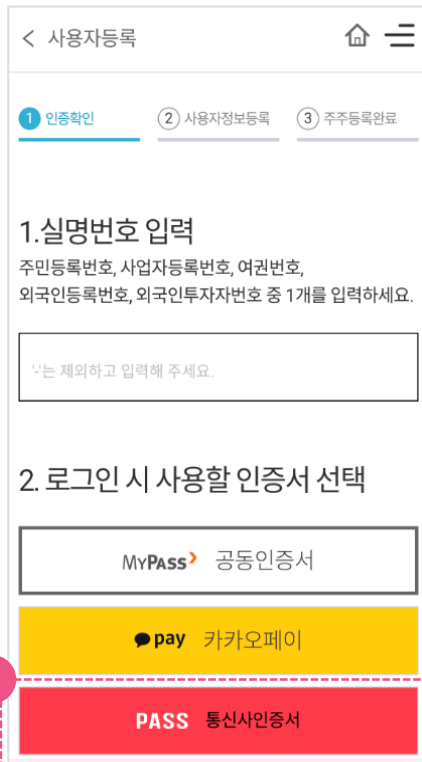 < 사용자등록
1 인증확인
2 사용자정보등록
3 주주등록완료
1.실명번호 입력
주민등록번호, 사업자등록번호, 여권번호,
외국인등록번호, 외국인투자자번호 중 1개를 입력하세요.
'-'는 제외하고 입력해 주세요.
2. 로그인 시 사용할 인증서 선택
MYPASS> 공동인증서
pay 카카오페이
PASS 통신사인증서